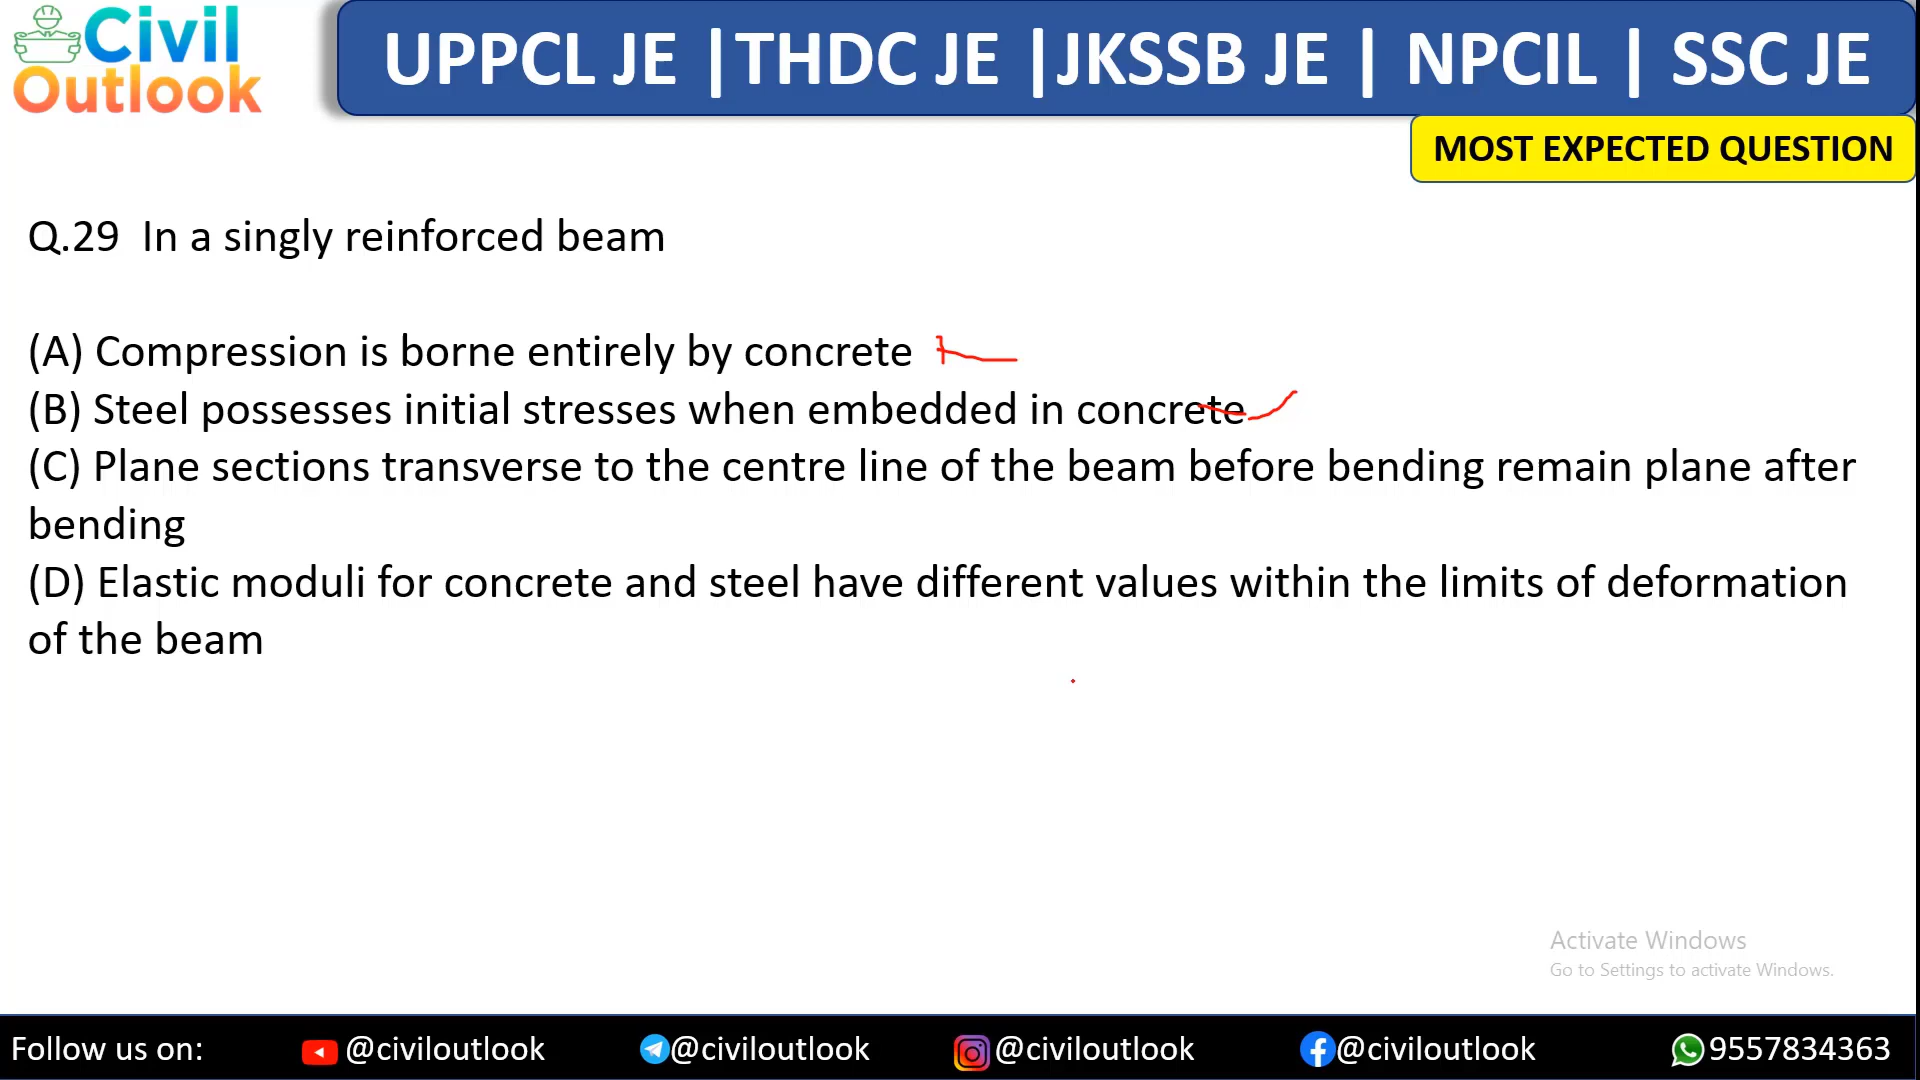 Civil
Outlook
UPPCL JE |THDC JE |JKSSB JE | NPCIL | SSC JE
MOST EXPECTED QUESTION
Q.29 In a singly reinforced beam
(A) Compression is borne entirely by concrete
(B) Steel possesses initial stresses when embedded in concrete
(C) Plane sections transverse to the centre line of the beam before bending remain plane after
bending
(D) Elastic moduli for concrete and steel have different values within the limits of deformation
of the beam
Activate Windows
Go to Settings to activate Windows.
Follow us on: @civiloutlook @civiloutlook @civiloutlook @civiloutlook 9557834363